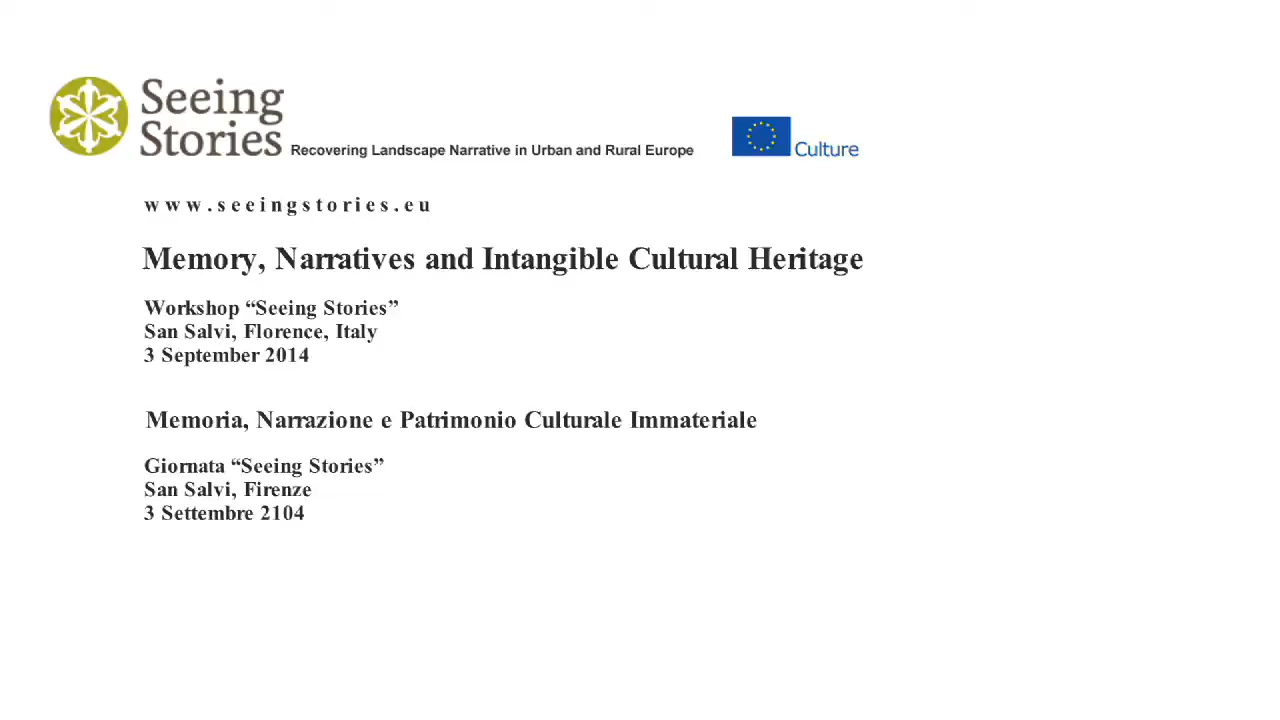 Seeing
Stories Recovering Landscape Narrative in Urban and Rural Europe
Culture
www.seeingstories.eu
Memory, Narratives and Intangible Cultural Heritage
Workshop “Seeing Stories”
San Salvi, Florence, Italy
3 September 2014
Memoria, Narrazione e Patrimonio Culturale Immateriale
Giornata “Seeing Stories”
San Salvi, Firenze
3 Settembre 2104